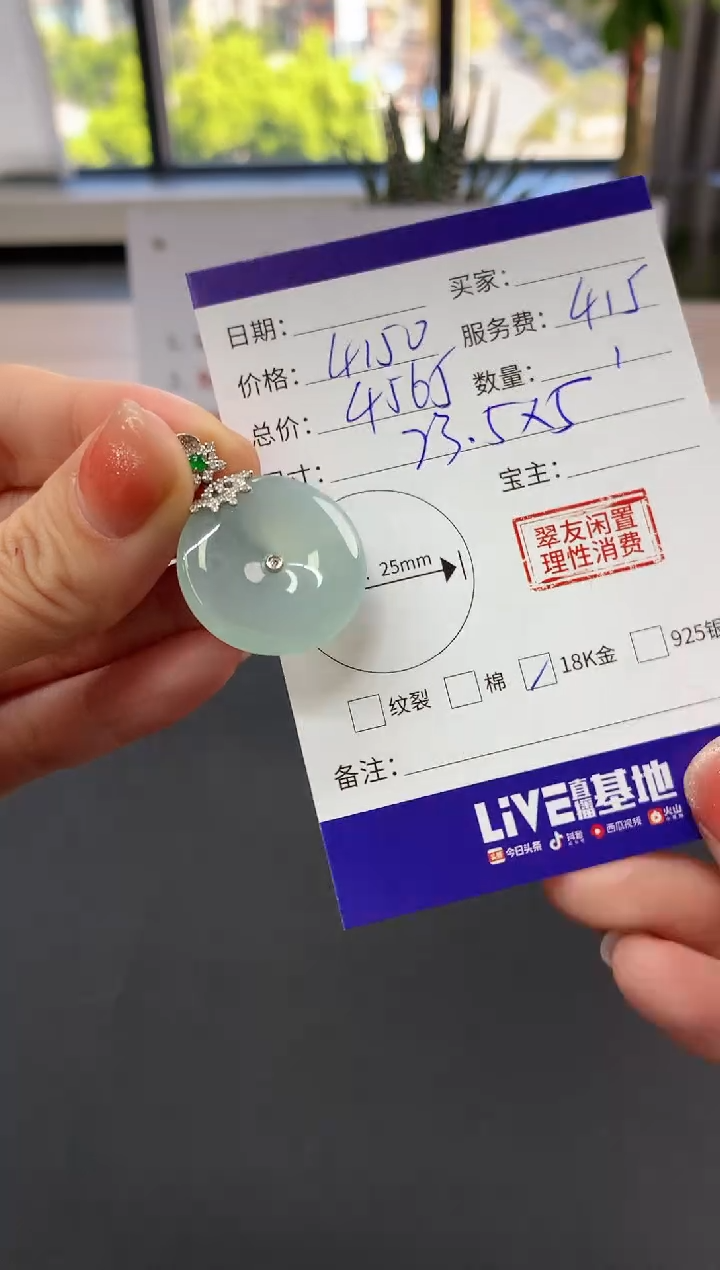 买家：
日期：
服务费：415
价格：4150
数量：1
总价：4565
寸：23.5×5
宝主：
翠友闲置
理性消费
25mm
纹裂 棉 18K金 925银
备注：
LiVE直播基地
今日头条 抖音 西瓜视频 火山